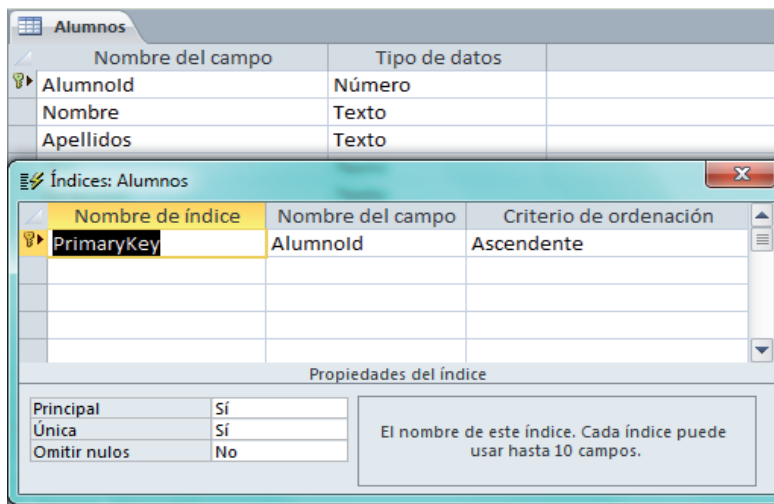 Alumnos
Nombre del campo Tipo de datos
AlumnoId Número
Nombre Texto
Apellidos Texto
Índices: Alumnos
Nombre de índice Nombre del campo Criterio de ordenación
PrimaryKey AlumnoId Ascendente
Propiedades del índice
Principal Sí
Única Sí
Omitir nulos No
El nombre de este índice. Cada índice puede
usar hasta 10 campos.